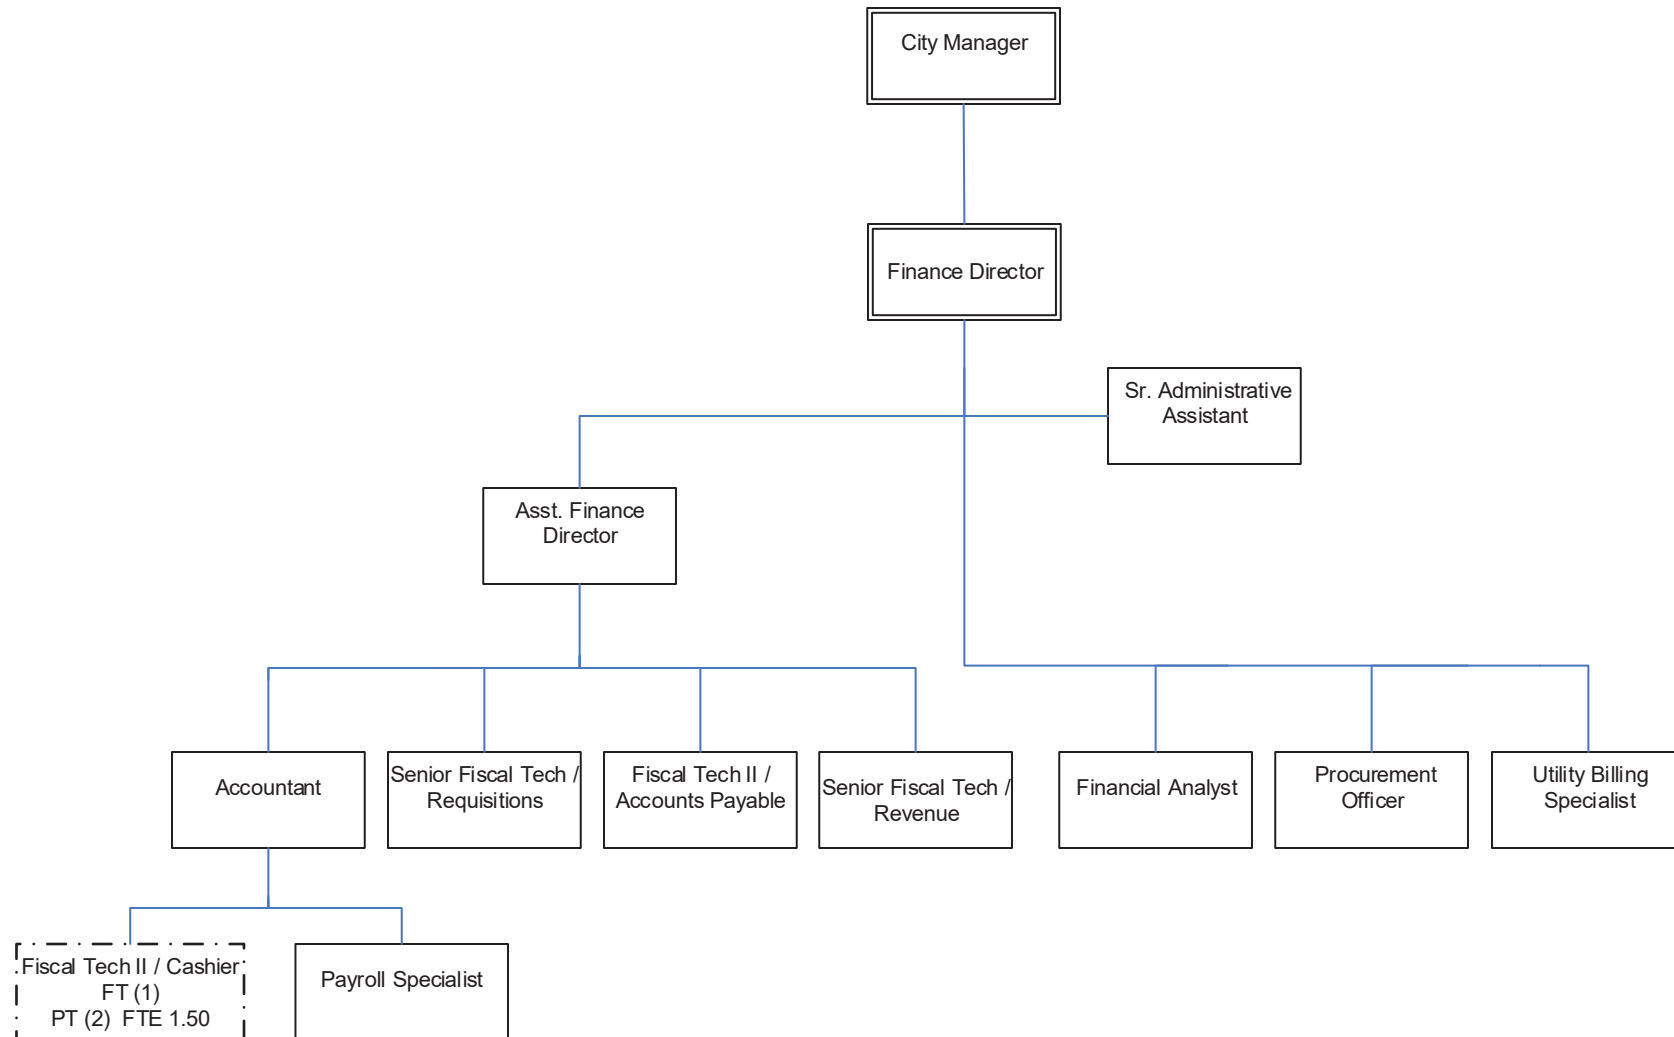 City Manager
Finance Director
Sr. Administrative
Assistant
Asst. Finance
Director
Accountant
Senior Fiscal Tech /
Requisitions
Fiscal Tech II /
Accounts Payable
Senior Fiscal Tech /
Revenue
Financial Analyst
Procurement
Officer
Utility Billing
Specialist
Fiscal Tech II / Cashier
FT (1)
PT (2) FTE 1.50
Payroll Specialist